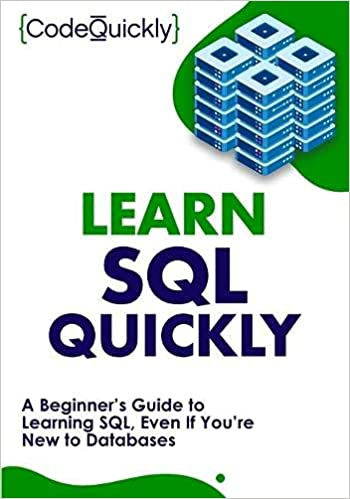 {CodeQuickly}
LEARN
SQL
QUICKLY
A Beginner's Guide to
Learning SQL, Even If You're
New to Databases